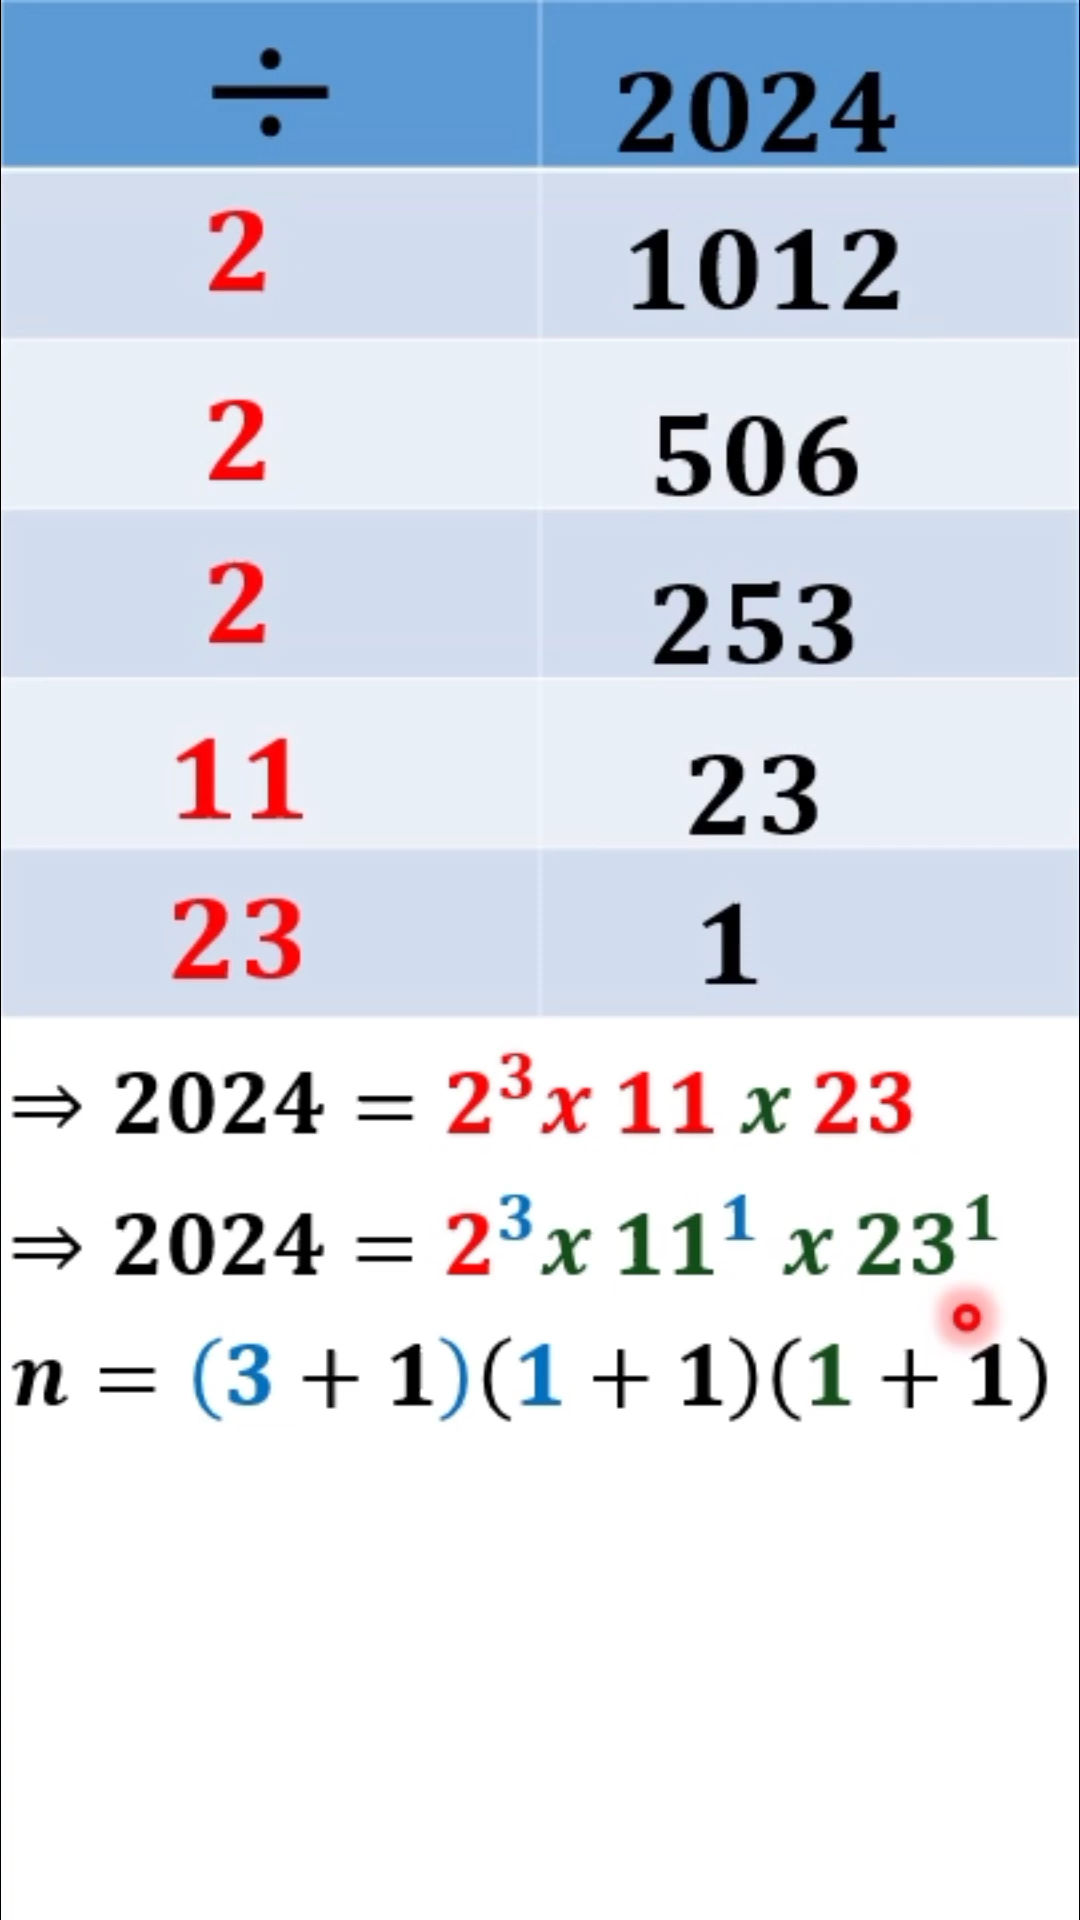 ÷ 2024
2 1012
2 506
2 253
11 23
23 1
⇒ 2024 = 2³x 11 x 23
⇒ 2024 = 2³x 11¹ x 23¹
n = (3 + 1)(1 + 1)(1 + 1)